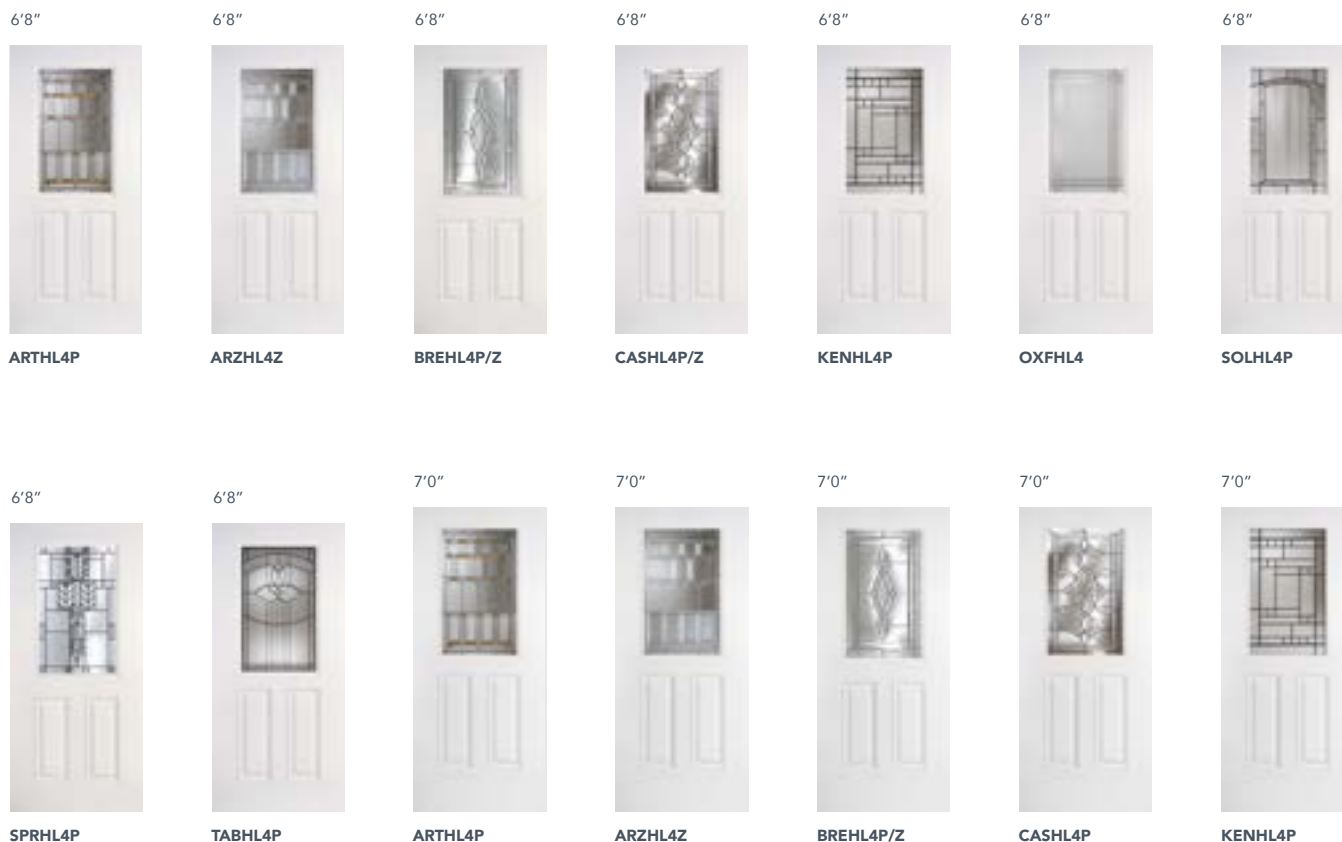 6’8” 6’8” 6’8” 6’8” 6’8” 6’8” 6’8”
ARTHL4P ARZHL4Z BREHL4P/Z CASHL4P/Z KENHL4P OXFHL4 SOLHL4P
7’0” 7’0” 7’0” 7’0” 7’0”
6’8” 6’8”
SPRHL4P TABHL4P ARTHL4P ARZHL4Z BREHL4P/Z CASHL4P KENHL4P